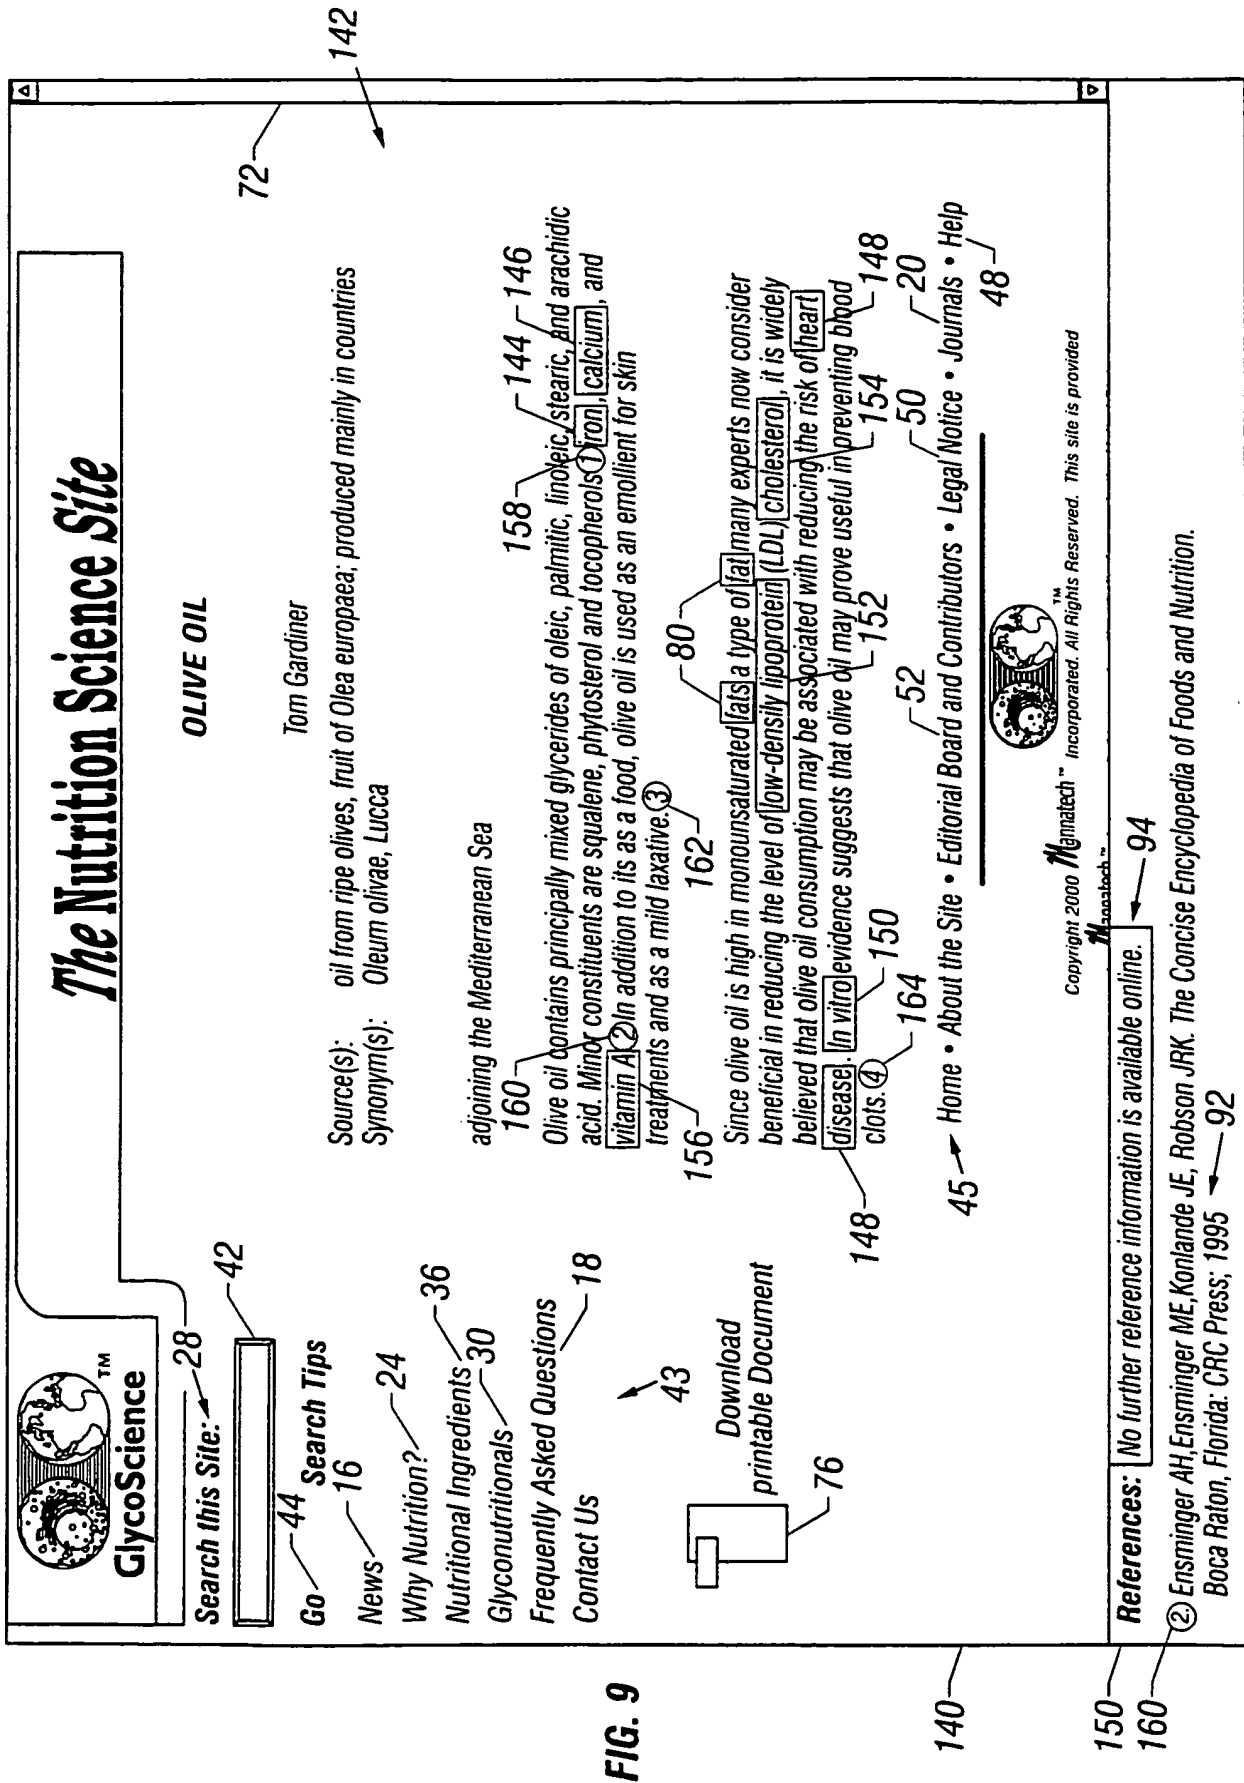 The Nutrition Science Site
GlycoScience
TM
Search this Site:
28
42
Go
44
Search Tips
News
16
Why Nutrition?
24
Nutritional Ingredients
36
Glyconutritionals
30
Frequently Asked Questions
18
Contact Us
43
Download
printable Document
76
72
142
OLIVE OIL
Tom Gardiner
Source(s): oil from ripe olives, fruit of Olea europaea; produced mainly in countries
Synonym(s): Oleum olivae, Lucca
adjoining the Mediterranean Sea
160 158 144 146
Olive oil contains principally mixed glycerides of oleic, palmitic, linoleic, stearic, and arachidic
acid. Minor constituents are squalene, phytosterol and tocopherols 1 iron, calcium, and
vitamin A 2 In addition to its as a food, olive oil is used as an emollient for skin
treatments and as a mild laxative. 3
156 162 80
Since olive oil is high in monounsaturated fats a type of fat many experts now consider
beneficial in reducing the level of low-densily lipoprotein (LDL) cholesterol, it is widely
believed that olive oil consumption may be associated with reducing the risk of heart
disease. In vitro evidence suggests that olive oil may prove useful in preventing blood
clots. 4
148 164 150 152 154 148
45 52 50 20
Home • About the Site • Editorial Board and Contributors • Legal Notice • Journals • Help
48
TM
Copyright 2000 Mannatech™ Incorporated. All Rights Reserved. This site is provided
Mannatech™
94
References: No further reference information is available online.
2. Ensminger AH,Ensminger ME,Konlande JE, Robson JRK. The Concise Encyclopedia of Foods and Nutrition.
Boca Raton, Florida: CRC Press; 1995
92
140
150
160
FIG. 9